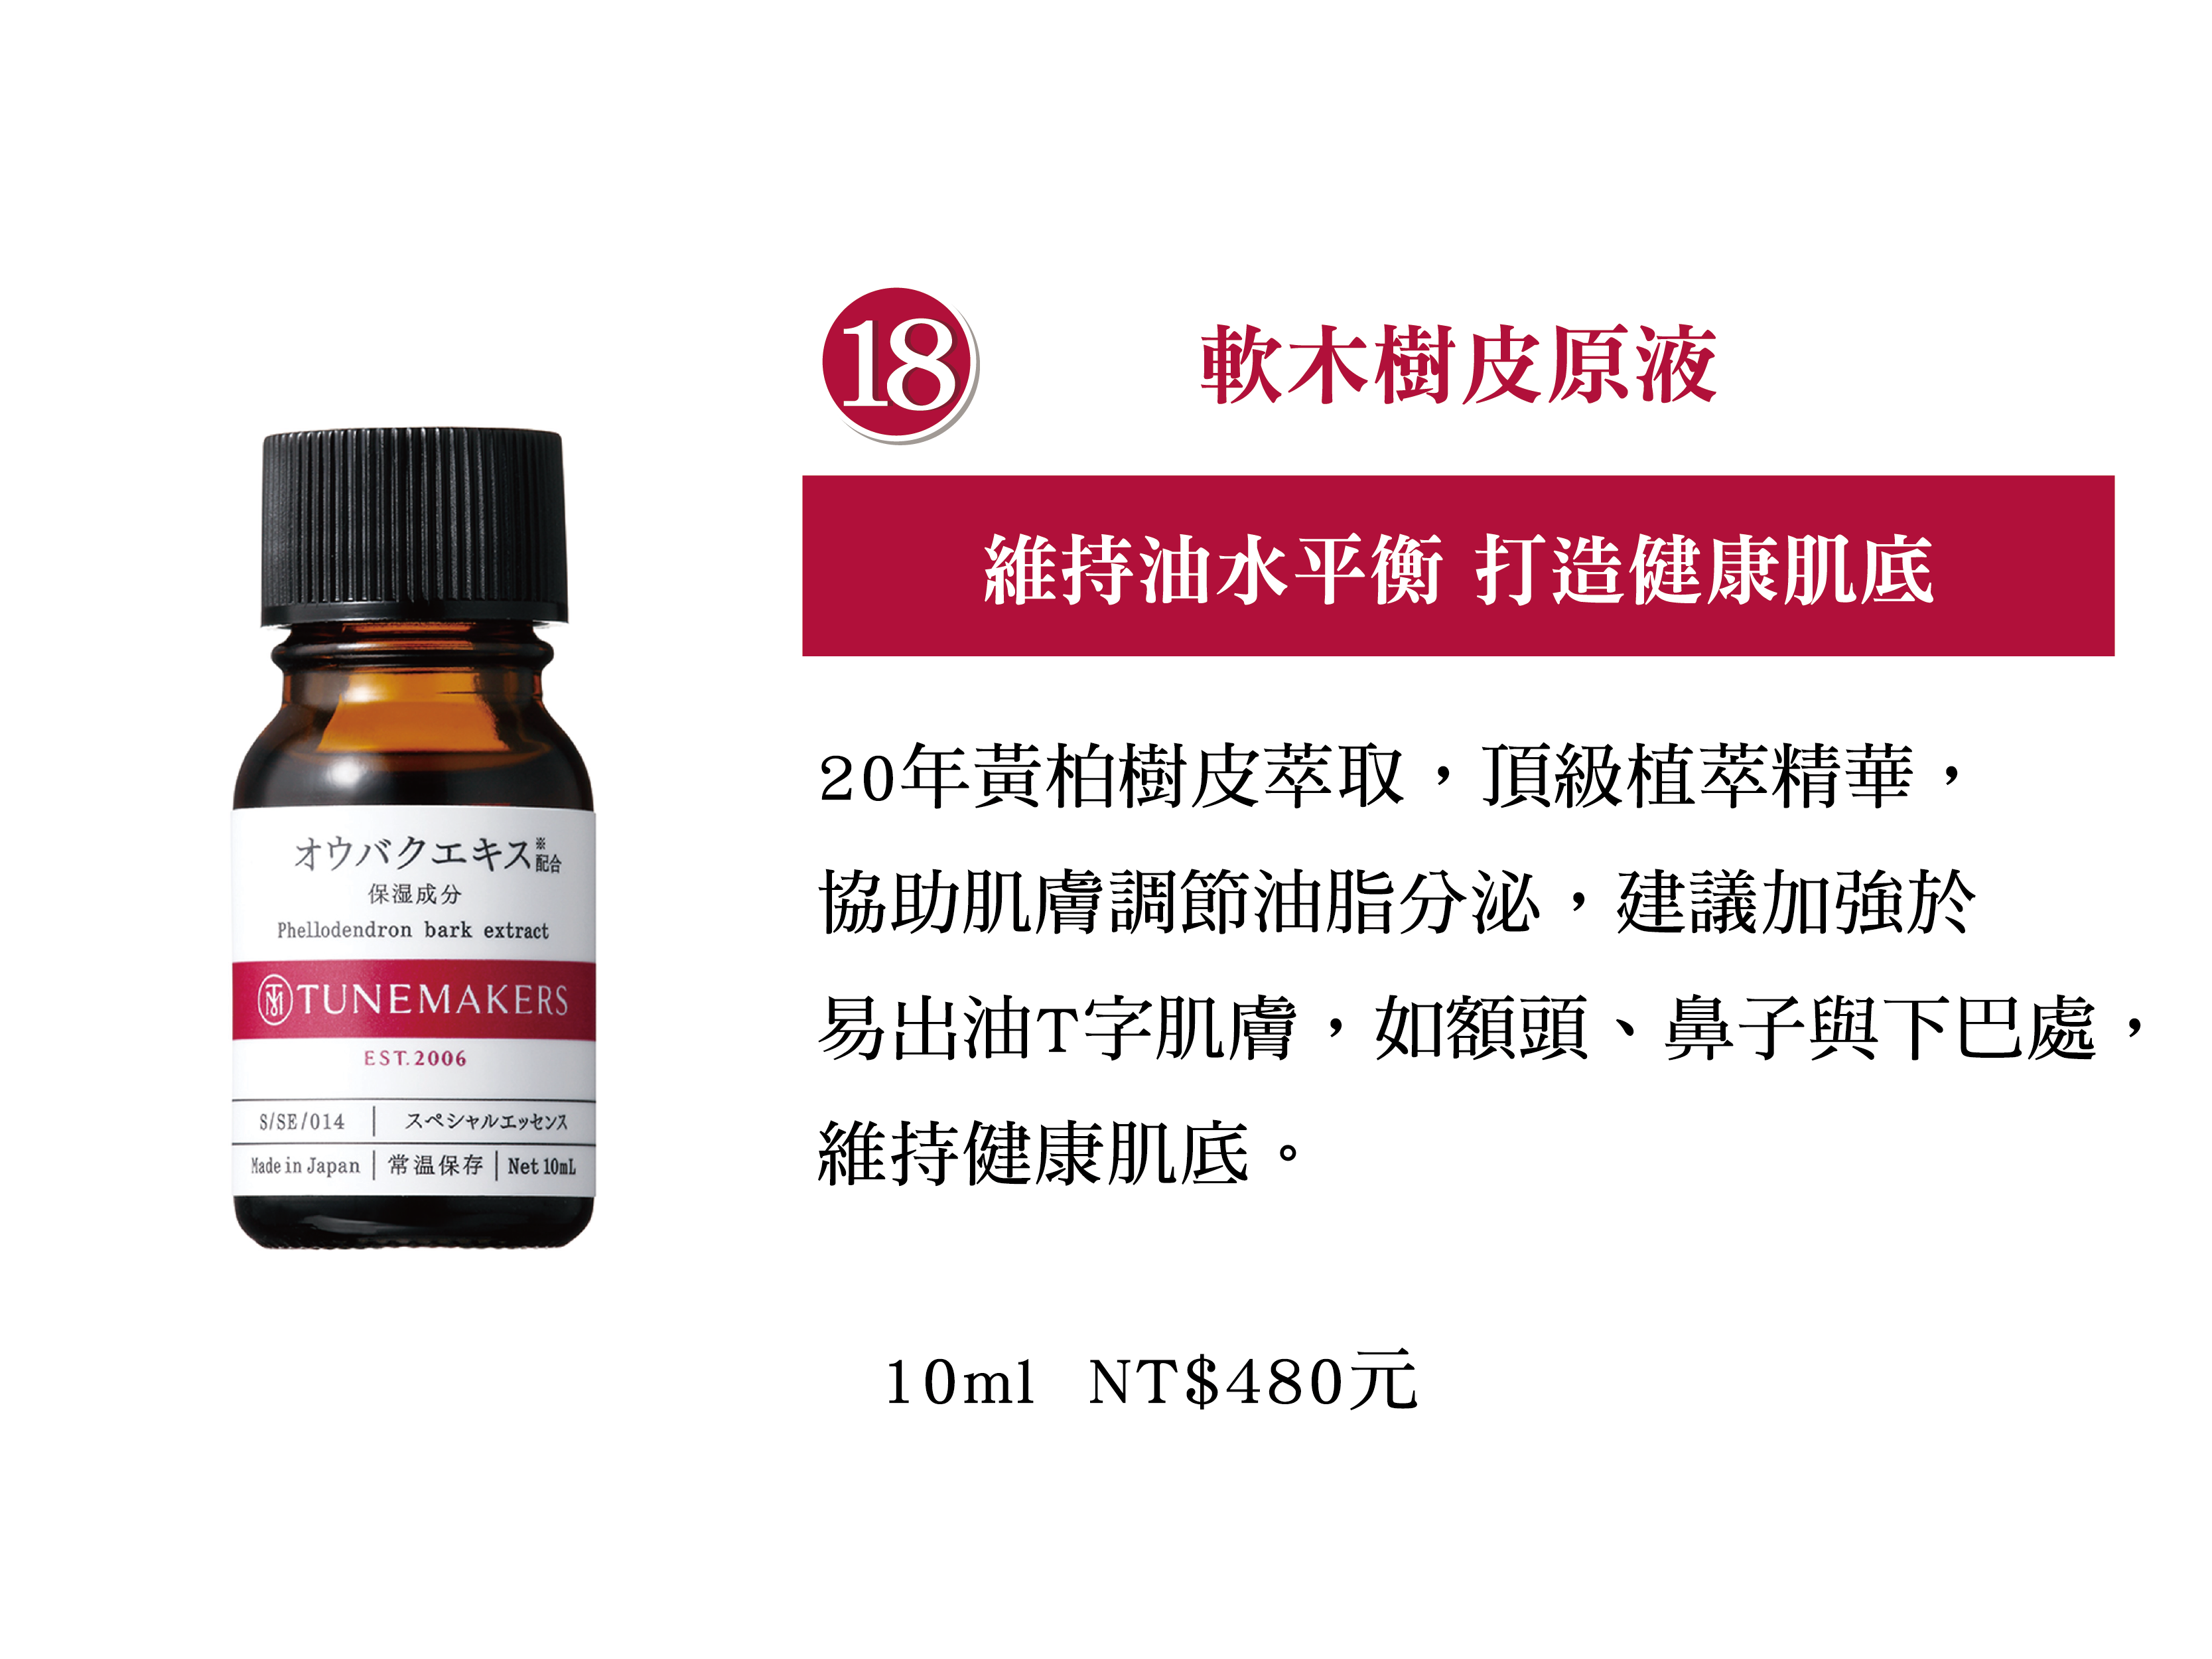 18
軟木樹皮原液
維持油水平衡 打造健康肌底
20年黃柏樹皮萃取，頂級植萃精華，
協助肌膚調節油脂分泌，建議加強於
易出油T字肌膚，如額頭、鼻子與下巴處，
維持健康肌底。
10ml NT$480元
オウバクエキス※配合
保湿成分
Phellodendron bark extract
TM TUNEMAKERS
EST.2006
S/SE/014 スペシャルエッセンス
Made in Japan 常温保存 Net 10mL